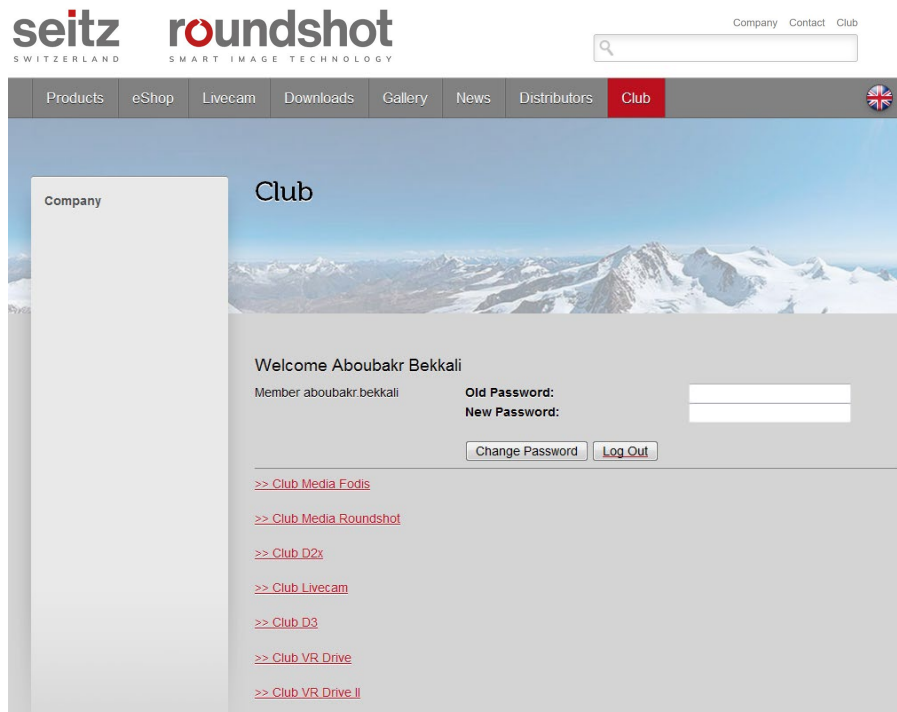 seitz roundshot
SWITZERLAND SMART IMAGE TECHNOLOGY
Company Contact Club
Products eShop Livecam Downloads Gallery News Distributors Club
Company
Club
Welcome Aboubakr Bekkali
Member aboubakr.bekkali Old Password:
New Password:
Change Password Log Out
>> Club Media Fodis
>> Club Media Roundshot
>> Club D2x
>> Club Livecam
>> Club D3
>> Club VR Drive
>> Club VR Drive II